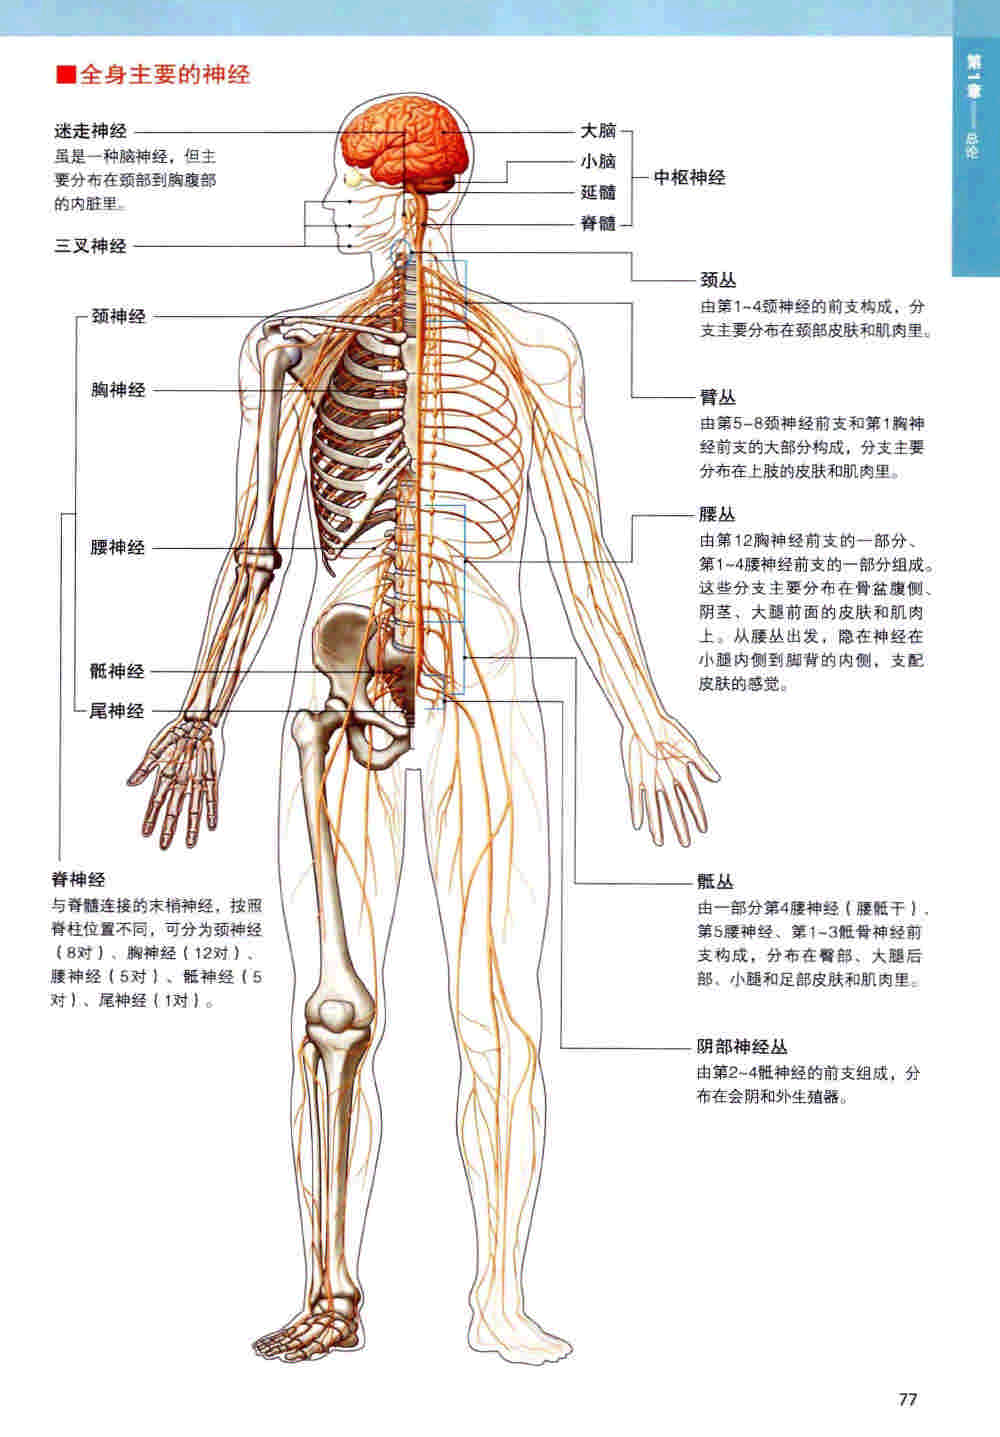 第1章——总论
■全身主要的神经
迷走神经
虽是一种脑神经，但主
要分布在颈部到胸腹部
的内脏里。
三叉神经
大脑
小脑
延髓
脊髓
中枢神经
颈神经
胸神经
腰神经
骶神经
尾神经
脊神经
与脊髓连接的末梢神经，按照
脊柱位置不同，可分为颈神经
（8对）、胸神经（12对）、
腰神经（5对）、骶神经（5
对）、尾神经（1对）。
颈丛
由第1~4颈神经的前支构成，分
支主要分布在颈部皮肤和肌肉里。
臂丛
由第5~8颈神经前支和第1胸神
经前支的大部分构成，分支主要
分布在上肢的皮肤和肌肉里。
腰丛
由第12胸神经前支的一部分、
第1~4腰神经前支的一部分组成。
这些分支主要分布在骨盆腹侧、
阴茎、大腿前面的皮肤和肌肉
上。从腰丛出发，隐在神经在
小腿内侧到脚背的内侧，支配
皮肤的感觉。
骶丛
由一部分第4腰神经（腰骶干）、
第5腰神经、第1~3骶骨神经前
支构成，分布在臀部、大腿后
部、小腿和足部皮肤和肌肉里。
阴部神经丛
由第2~4骶神经的前支组成，分
布在会阴和外生殖器。
77